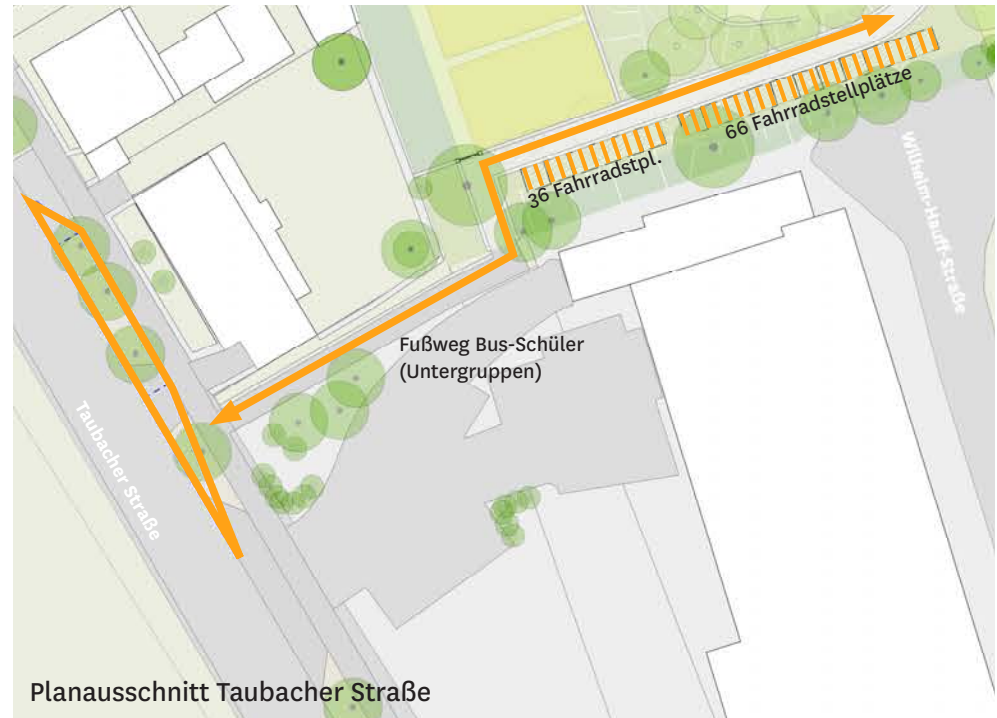 66 Fahrradstellplätze
36 Fahrradstpl.
Wilhelm-Hauff-Straße
Fußweg Bus-Schüler
(Untergruppen)
Taubacher Straße
Planausschnitt Taubacher Straße